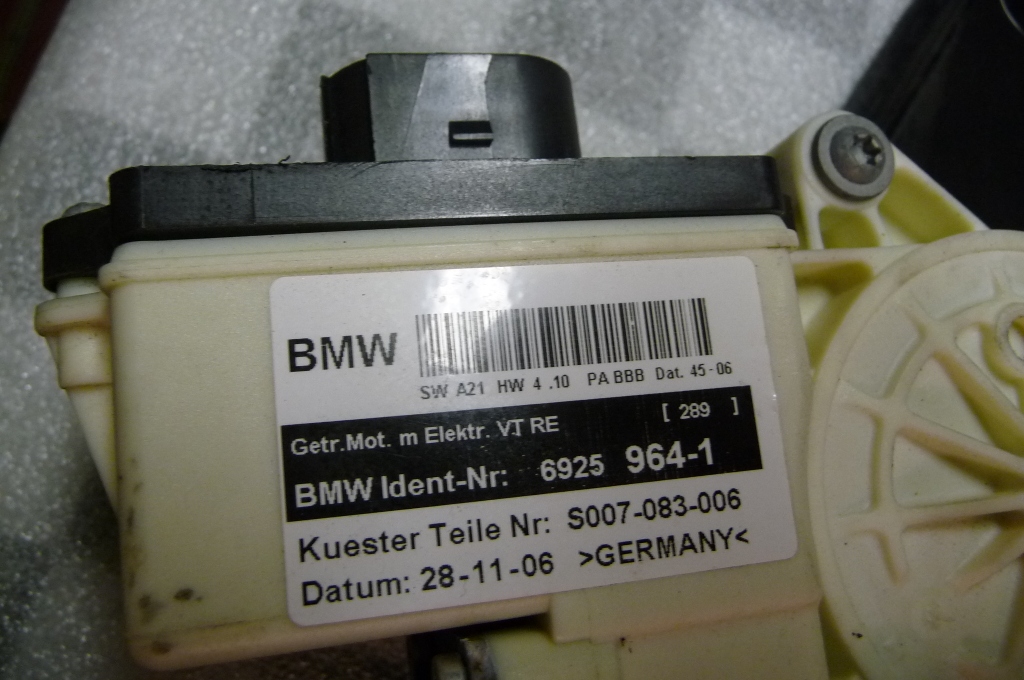 BMW
SW A21 HW 4 .10 PA BBB Dat. 45-06
Getr.Mot. m Elektr. VT RE [ 289 ]
BMW Ident-Nr: 6925 964-1
Kuester Teile Nr: S007-083-006
Datum: 28-11-06 >GERMANY<